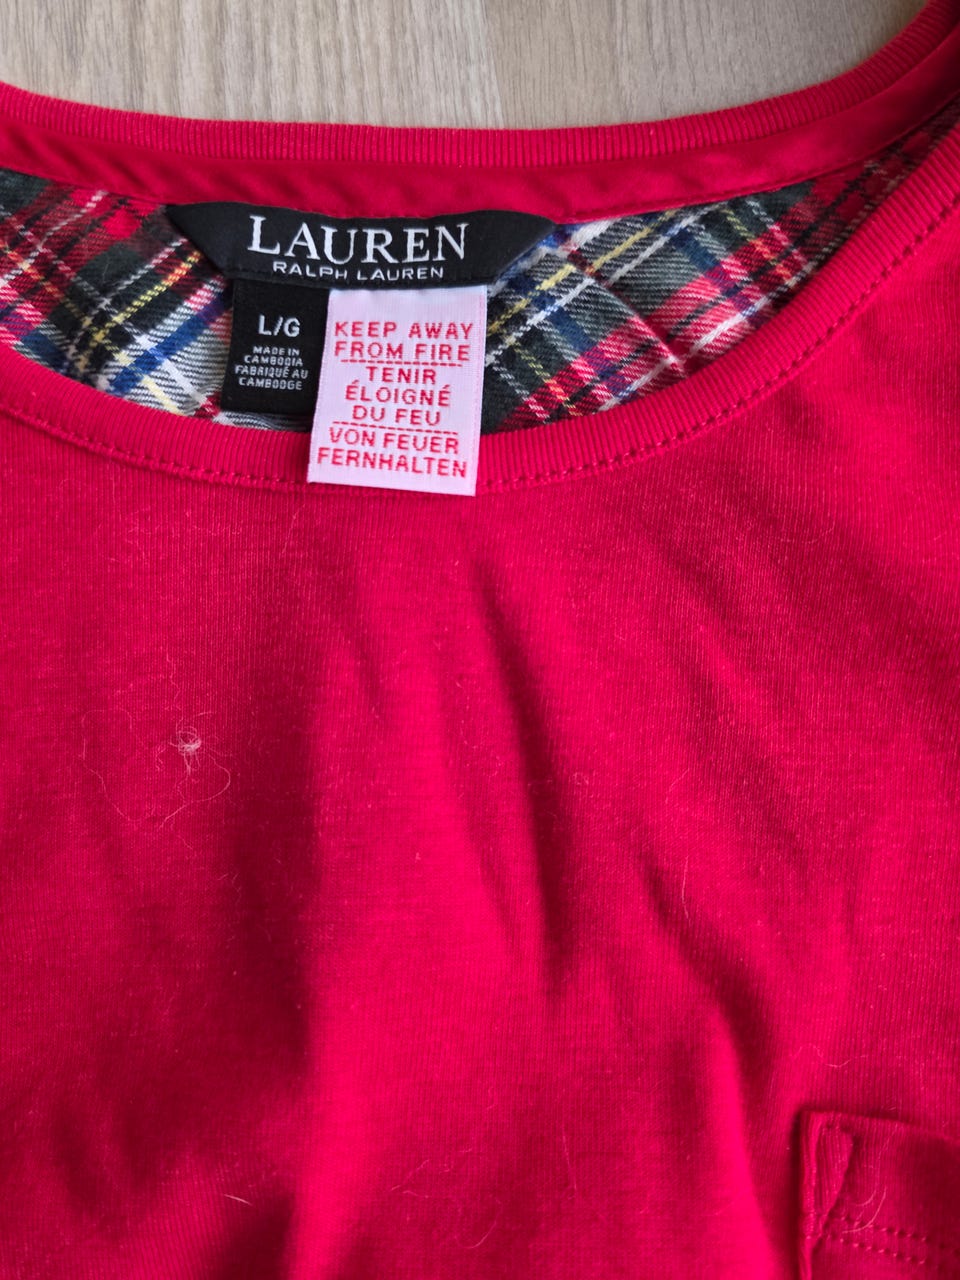 LAUREN
RALPH LAUREN
L/G
MADE IN
CAMBODIA
FABRIQUÉ AU
CAMBODGE
KEEP AWAY
FROM FIRE
TENIR
ÉLOIGNÉ
DU FEU
VON FEUER
FERNHALTEN